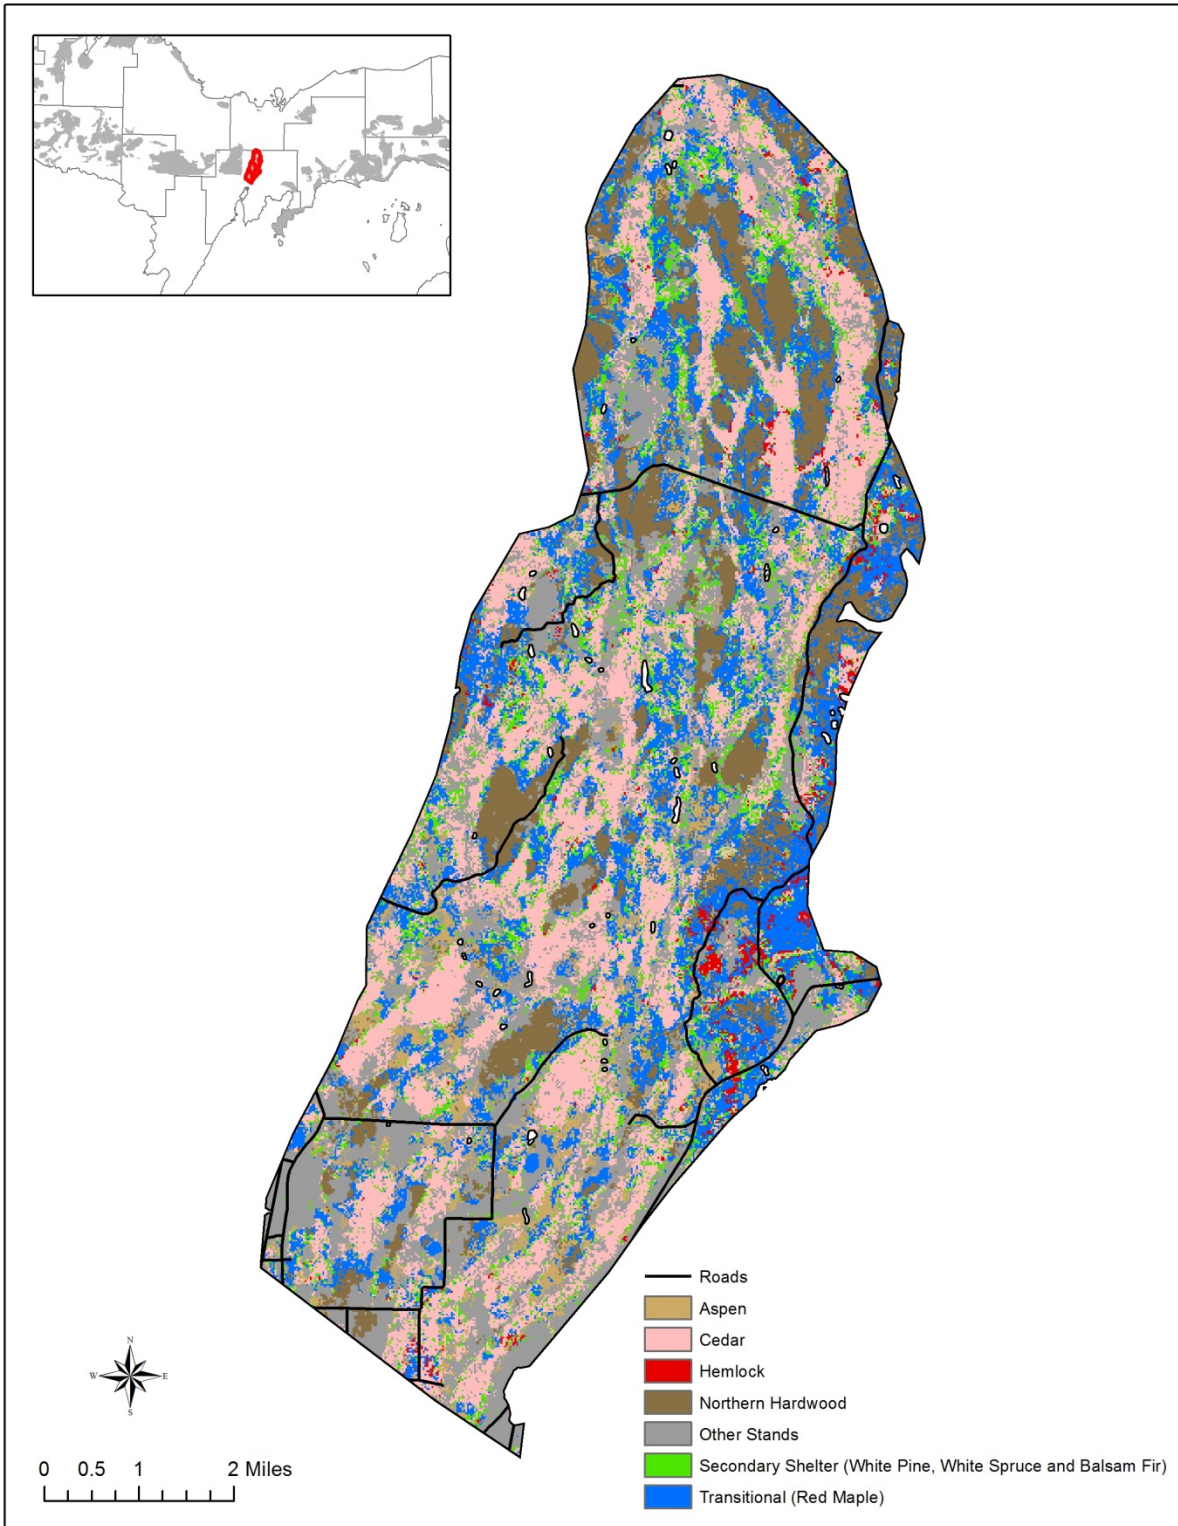 Roads
Aspen
Cedar
Hemlock
Northern Hardwood
Other Stands
Secondary Shelter (White Pine, White Spruce and Balsam Fir)
Transitional (Red Maple)
N
W E
S
0 0.5 1 2 Miles